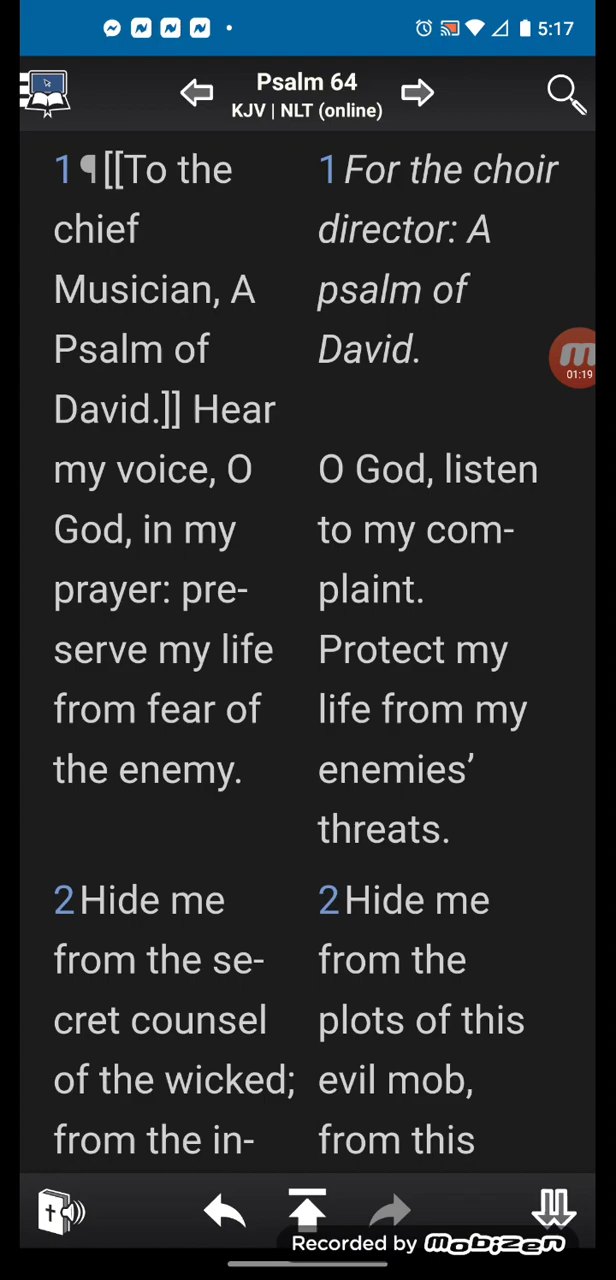 5:17
Psalm 64
KJV | NLT (online)
1 ¶ [[To the
chief
Musician, A
Psalm of
David.]] Hear
my voice, O
God, in my
prayer: pre-
serve my life
from fear of
the enemy.
2 Hide me
from the se-
cret counsel
of the wicked;
from the in-
1 For the choir
director: A
psalm of
David.
O God, listen
to my com-
plaint.
Protect my
life from my
enemies’
threats.
2 Hide me
from the
plots of this
evil mob,
from this
01:19
Recorded by mobizen